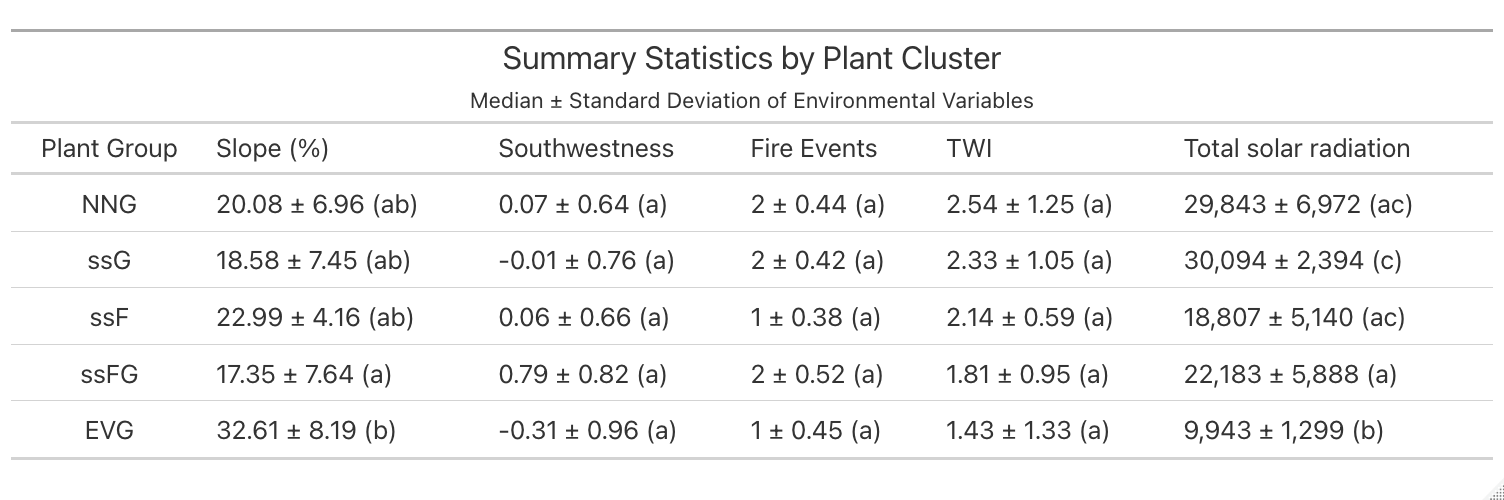 Summary Statistics by Plant Cluster
Median ± Standard Deviation of Environmental Variables
Plant Group Slope (%) Southwestness Fire Events TWI Total solar radiation
NNG 20.08 ± 6.96 (ab) 0.07 ± 0.64 (a) 2 ± 0.44 (a) 2.54 ± 1.25 (a) 29,843 ± 6,972 (ac)
ssG 18.58 ± 7.45 (ab) -0.01 ± 0.76 (a) 2 ± 0.42 (a) 2.33 ± 1.05 (a) 30,094 ± 2,394 (c)
ssF 22.99 ± 4.16 (ab) 0.06 ± 0.66 (a) 1 ± 0.38 (a) 2.14 ± 0.59 (a) 18,807 ± 5,140 (ac)
ssFG 17.35 ± 7.64 (a) 0.79 ± 0.82 (a) 2 ± 0.52 (a) 1.81 ± 0.95 (a) 22,183 ± 5,888 (a)
EVG 32.61 ± 8.19 (b) -0.31 ± 0.96 (a) 1 ± 0.45 (a) 1.43 ± 1.33 (a) 9,943 ± 1,299 (b)